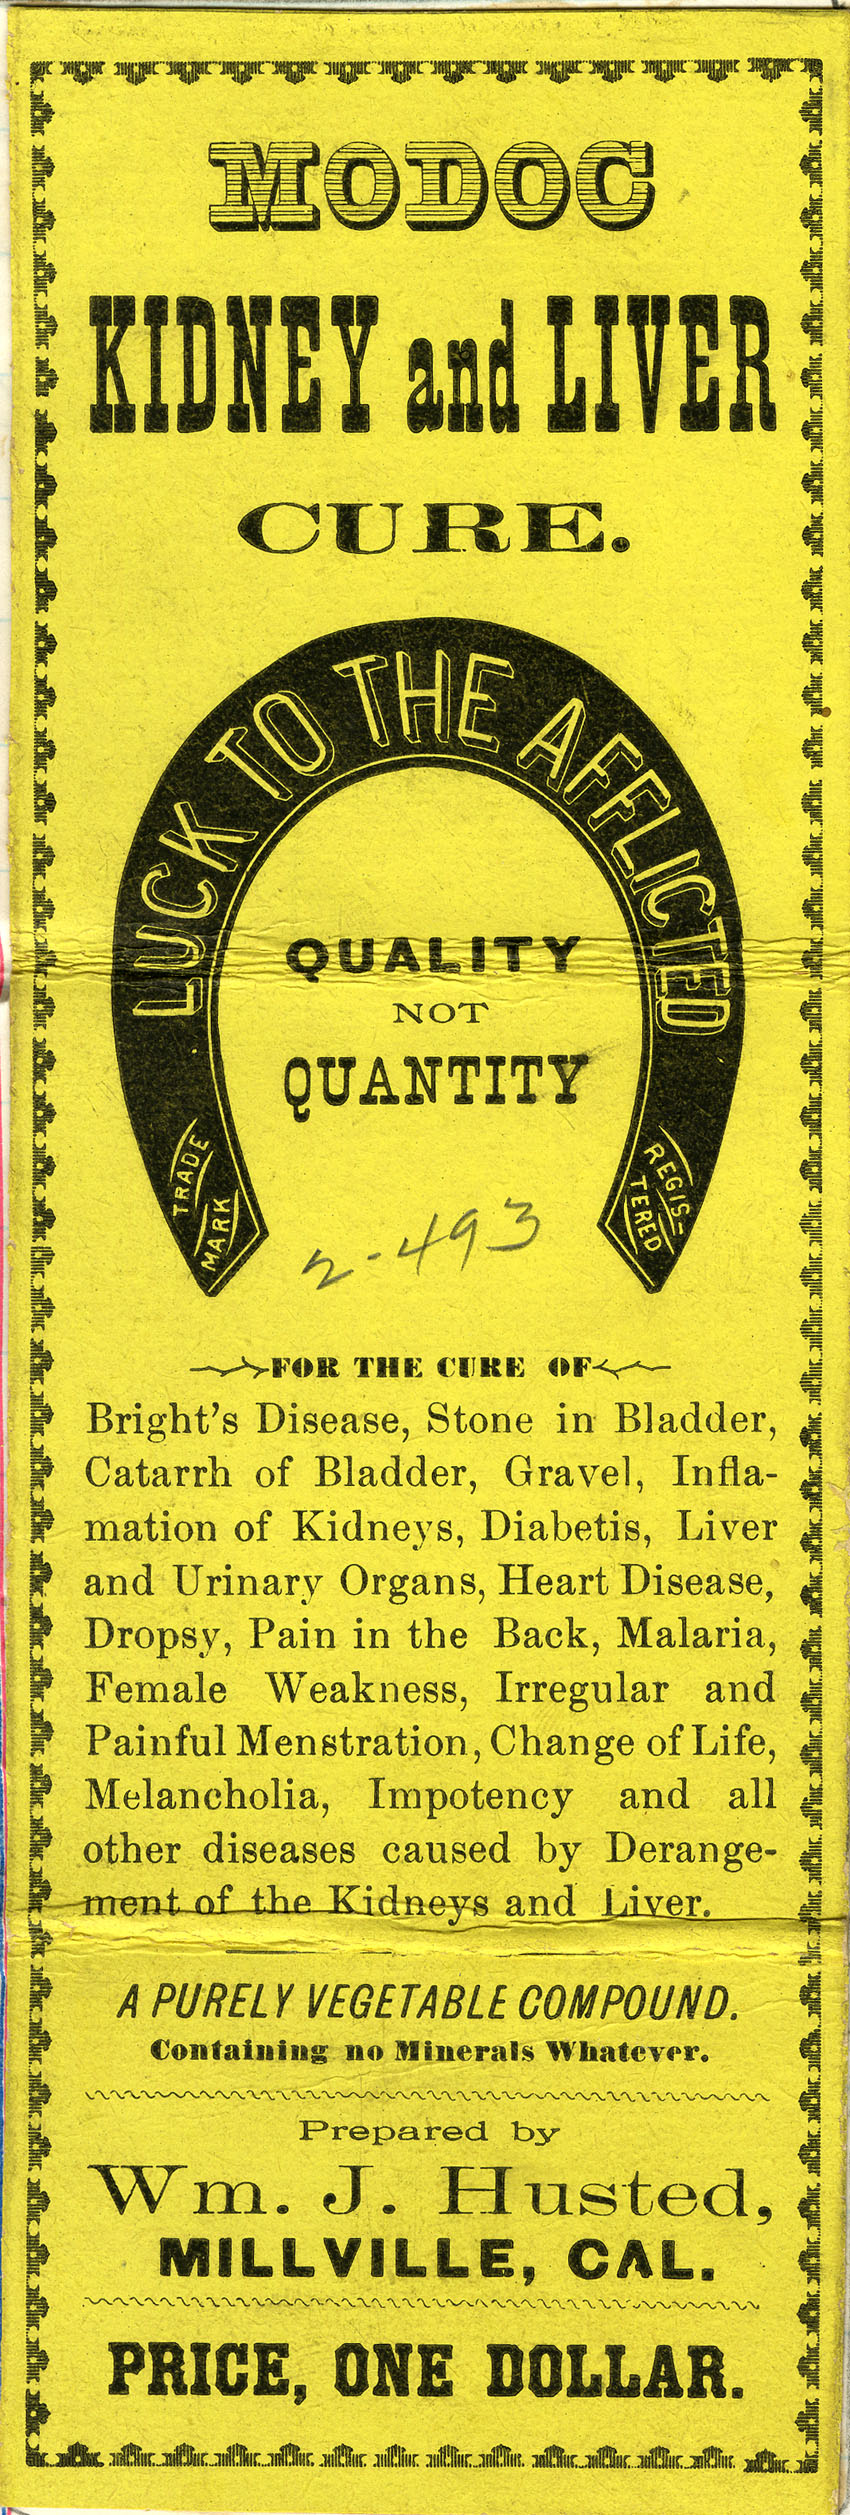 MODOC
KIDNEY and LIVER
CURE.
LUCK TO THE AFFLICTED
QUALITY
NOT
QUANTITY
TRADE
MARK
REGIS-
TERED
2-493
FOR THE CURE OF
Bright's Disease, Stone in Bladder,
Catarrh of Bladder, Gravel, Infla-
mation of Kidneys, Diabetis, Liver
and Urinary Organs, Heart Disease,
Dropsy, Pain in the Back, Malaria,
Female Weakness, Irregular and
Painful Menstration, Change of Life,
Melancholia, Impotency and all
other diseases caused by Derange-
ment of the Kidneys and Liver.
A PURELY VEGETABLE COMPOUND.
Containing no Minerals Whatever.
Prepared by
Wm. J. Husted,
MILLVILLE, CAL.
PRICE, ONE DOLLAR.